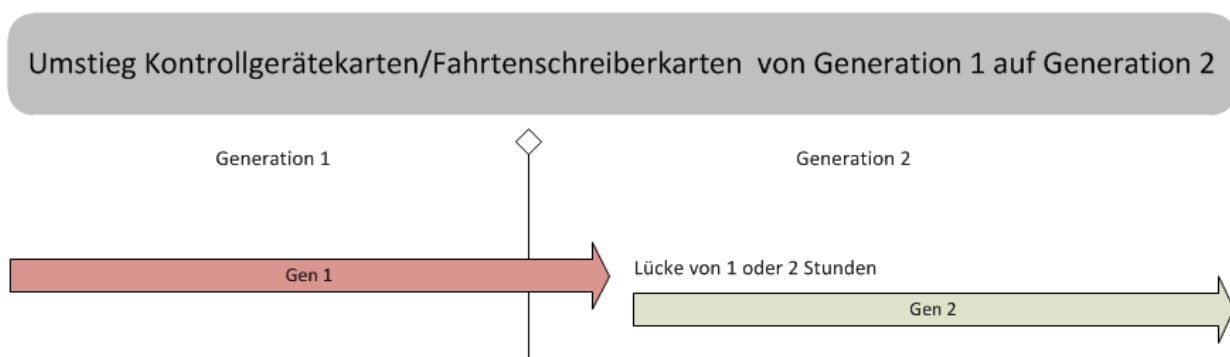 Umstieg Kontrollgerätekarten/Fahrtenschreiberkarten von Generation 1 auf Generation 2
Generation 1
Generation 2
Gen 1
Lücke von 1 oder 2 Stunden
Gen 2